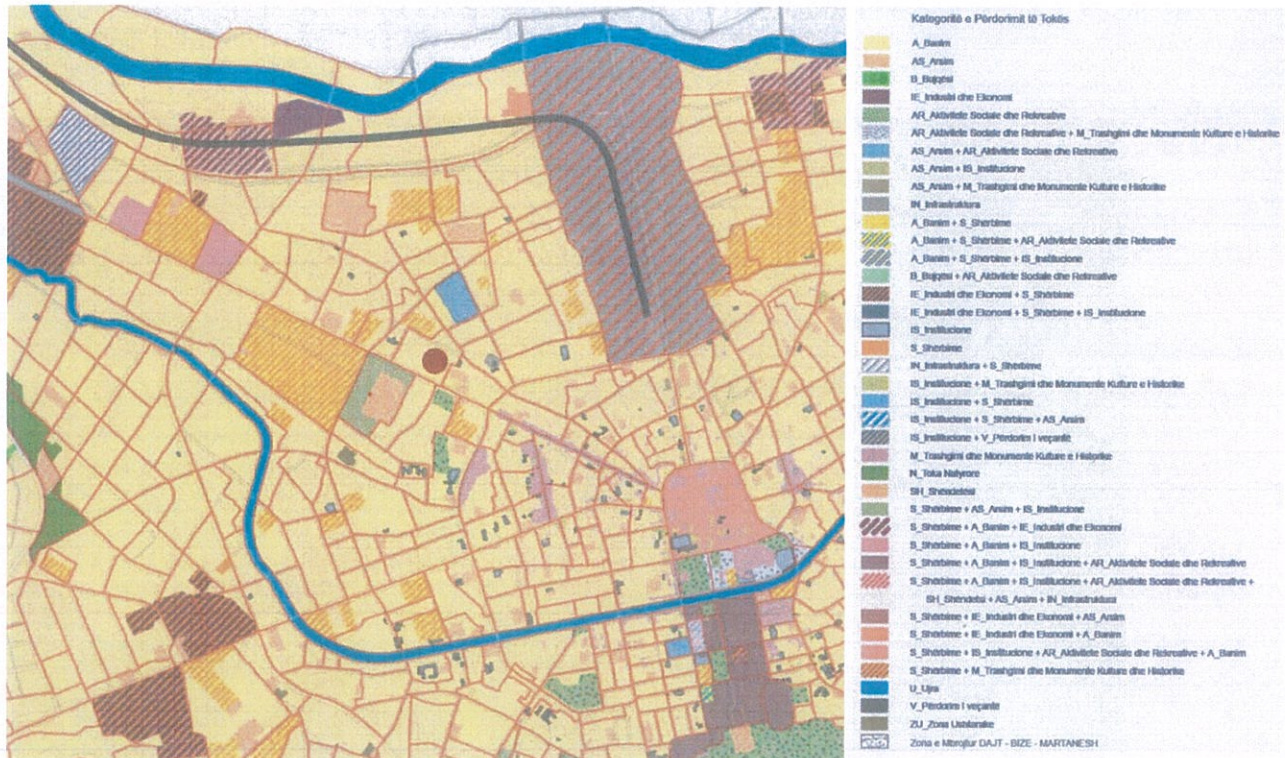 Kategoritë e Përdorimit të Tokës
A_Banim
AS_Arsim
B_Bujqësi
IE_Industri dhe Ekonomi
AR_Aktivitete Sociale dhe Rekreative
AR_Aktivitete Sociale dhe Rekreative + M_Trashgimi dhe Monumente Kulture e Historike
AS_Arsim + AR_Aktivitete Sociale dhe Rekreative
AS_Arsim + IS_Institucione
AS_Arsim + M_Trashgimi dhe Monumente Kulture e Historike
IN_Infrastruktura
A_Banim + S_Shërbime
A_Banim + S_Shërbime + AR_Aktivitete Sociale dhe Rekreative
A_Banim + S_Shërbime + IS_Institucione
B_Bujqësi + AR_Aktivitete Sociale dhe Rekreative
IE_Industri dhe Ekonomi + S_Shërbime
IE_Industri dhe Ekonomi + S_Shërbime + IS_Institucione
IS_Institucione
S_Shërbime
IN_Infrastruktura + S_Shërbime
IS_Institucione + M_Trashgimi dhe Monumente Kulture e Historike
IS_Institucione + S_Shërbime
IS_Institucione + S_Shërbime + AS_Arsim
IS_Institucione + V_Përdorim I veçantë
M_Trashgimi dhe Monumente Kulture e Historike
N_Toka Natyrore
SH_Shëndetësi
S_Shërbime + AS_Arsim + IS_Institucione
S_Shërbime + A_Banim + IE_Industri dhe Ekonomi
S_Shërbime + A_Banim + IS_Institucione
S_Shërbime + A_Banim + IS_Institucione + AR_Aktivitete Sociale dhe Rekreative
S_Shërbime + A_Banim + IS_Institucione + AR_Aktivitete Sociale dhe Rekreative +
SH_Shëndetsi + AS_Arsim + IN_Infrastruktura
S_Shërbime + IE_Industri dhe Ekonomi + AS_Arsim
S_Shërbime + IE_Industri dhe Ekonomi + A_Banim
S_Shërbime + IS_Institucione + AR_Aktivitete Sociale dhe Rekreative + A_Banim
S_Shërbime + M_Trashgimi dhe Monumente Kulture dhe Historike
U_Ujra
V_Përdorim I veçantë
ZU_Zona Ushtarake
Zona e Mbrojtur DAJT - BIZE - MARTANESH